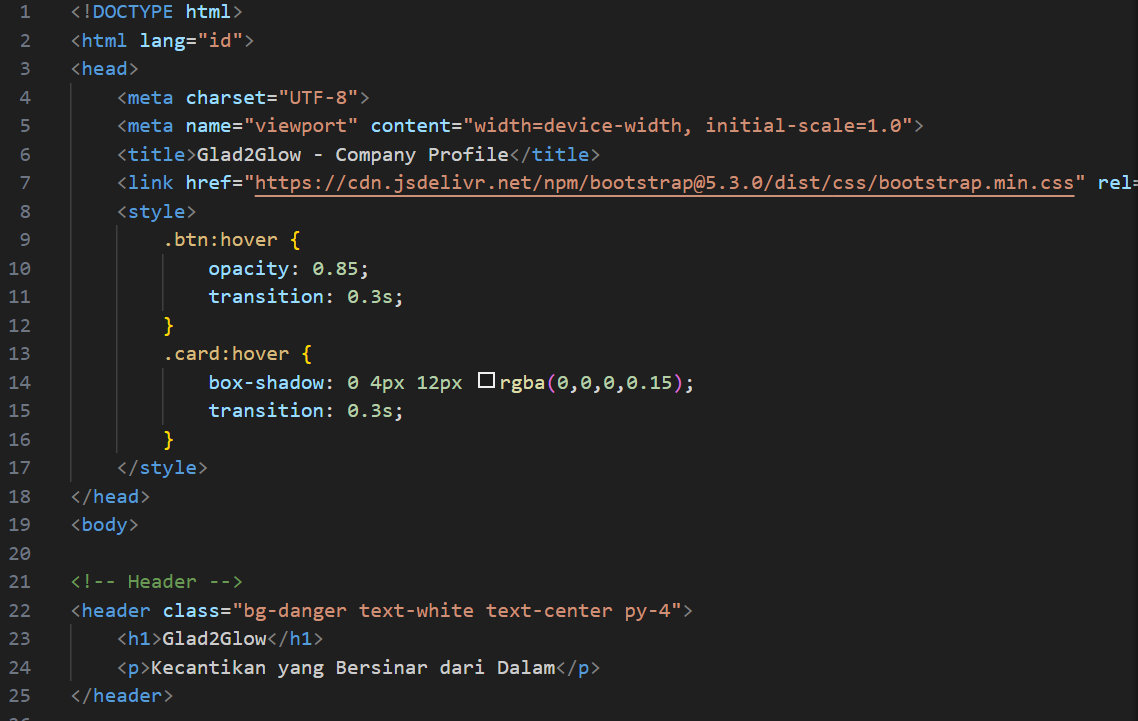 1 <!DOCTYPE html>
2 <html lang="id">
3 <head>
4     <meta charset="UTF-8">
5     <meta name="viewport" content="width=device-width, initial-scale=1.0">
6     <title>Glad2Glow - Company Profile</title>
7     <link href="https://cdn.jsdelivr.net/npm/bootstrap@5.3.0/dist/css/bootstrap.min.css" rel=
8     <style>
9         .btn:hover {
10             opacity: 0.85;
11             transition: 0.3s;
12         }
13         .card:hover {
14             box-shadow: 0 4px 12px rgba(0,0,0,0.15);
15             transition: 0.3s;
16         }
17     </style>
18 </head>
19 <body>
20
21 <!-- Header -->
22 <header class="bg-danger text-white text-center py-4">
23     <h1>Glad2Glow</h1>
24     <p>Kecantikan yang Bersinar dari Dalam</p>
25 </header>